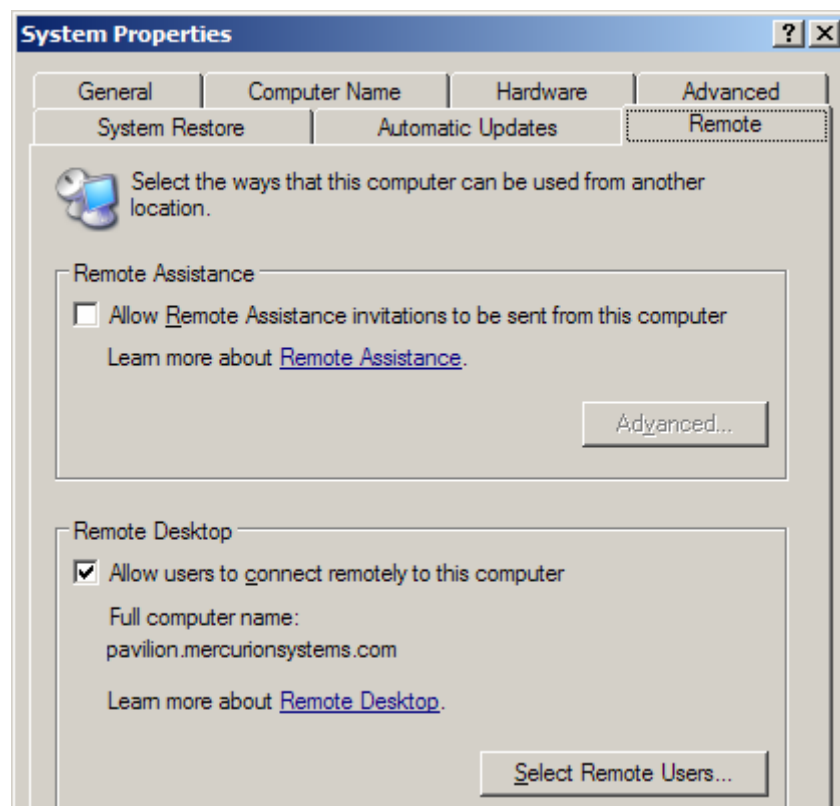 System Properties
General Computer Name Hardware Advanced
System Restore Automatic Updates Remote
Select the ways that this computer can be used from another
location.
Remote Assistance
Allow Remote Assistance invitations to be sent from this computer
Learn more about Remote Assistance.
Advanced...
Remote Desktop
Allow users to connect remotely to this computer
Full computer name:
pavilion.mercurionsystems.com
Learn more about Remote Desktop.
Select Remote Users...